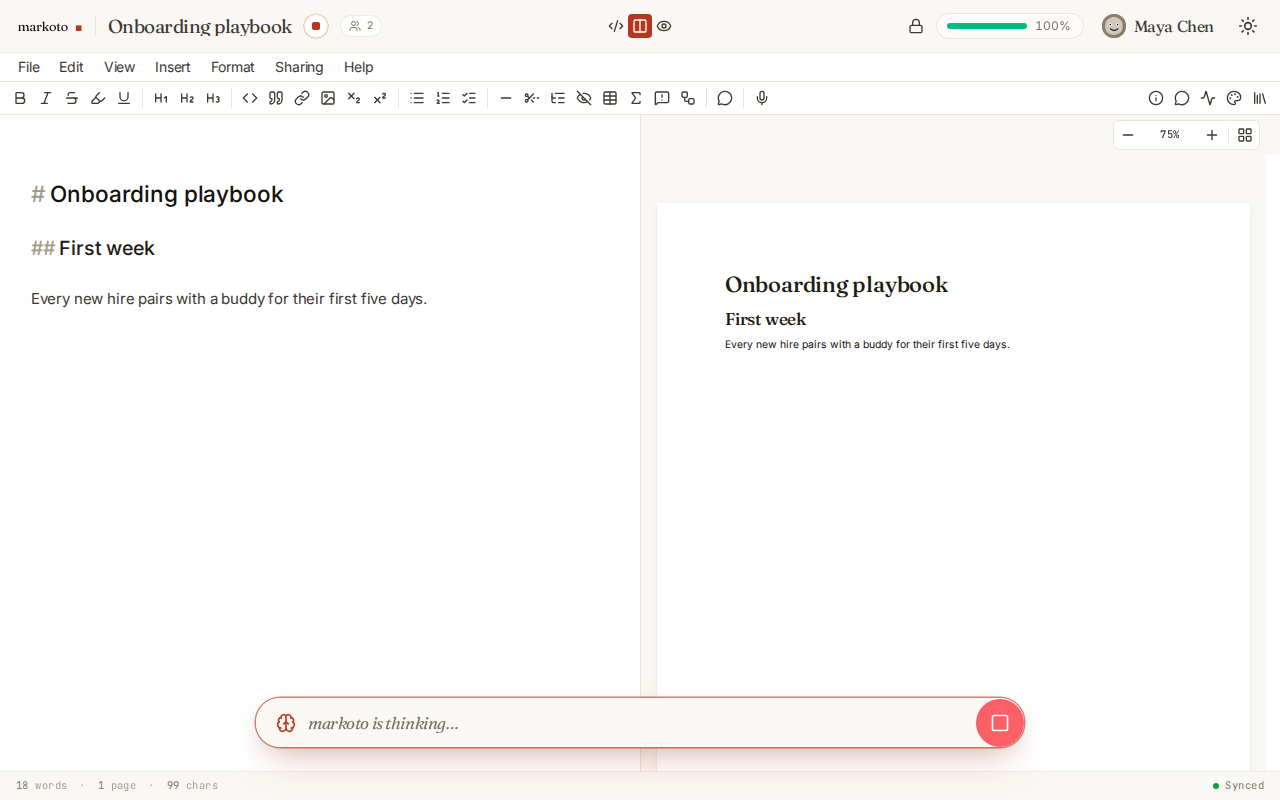 markoto
Onboarding playbook
2
100%
Maya Chen
File Edit View Insert Format Sharing Help
H1 H2 H3
75%
# Onboarding playbook
## First week
Every new hire pairs with a buddy for their first five days.
Onboarding playbook
First week
Every new hire pairs with a buddy for their first five days.
markoto is thinking...
18 words · 1 page · 99 chars
Synced